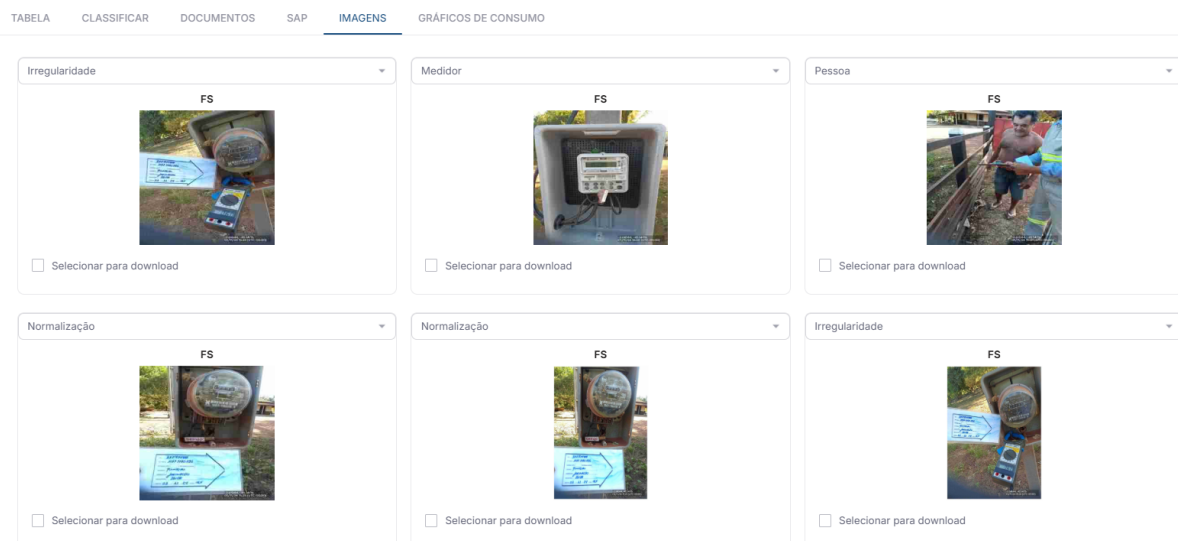 TABELA CLASSIFICAR DOCUMENTOS SAP IMAGENS GRÁFICOS DE CONSUMO
Irregularidade Medidor Pessoa
FS FS FS
Selecionar para download Selecionar para download Selecionar para download
Normalização Normalização Irregularidade
FS FS FS
Selecionar para download Selecionar para download Selecionar para download